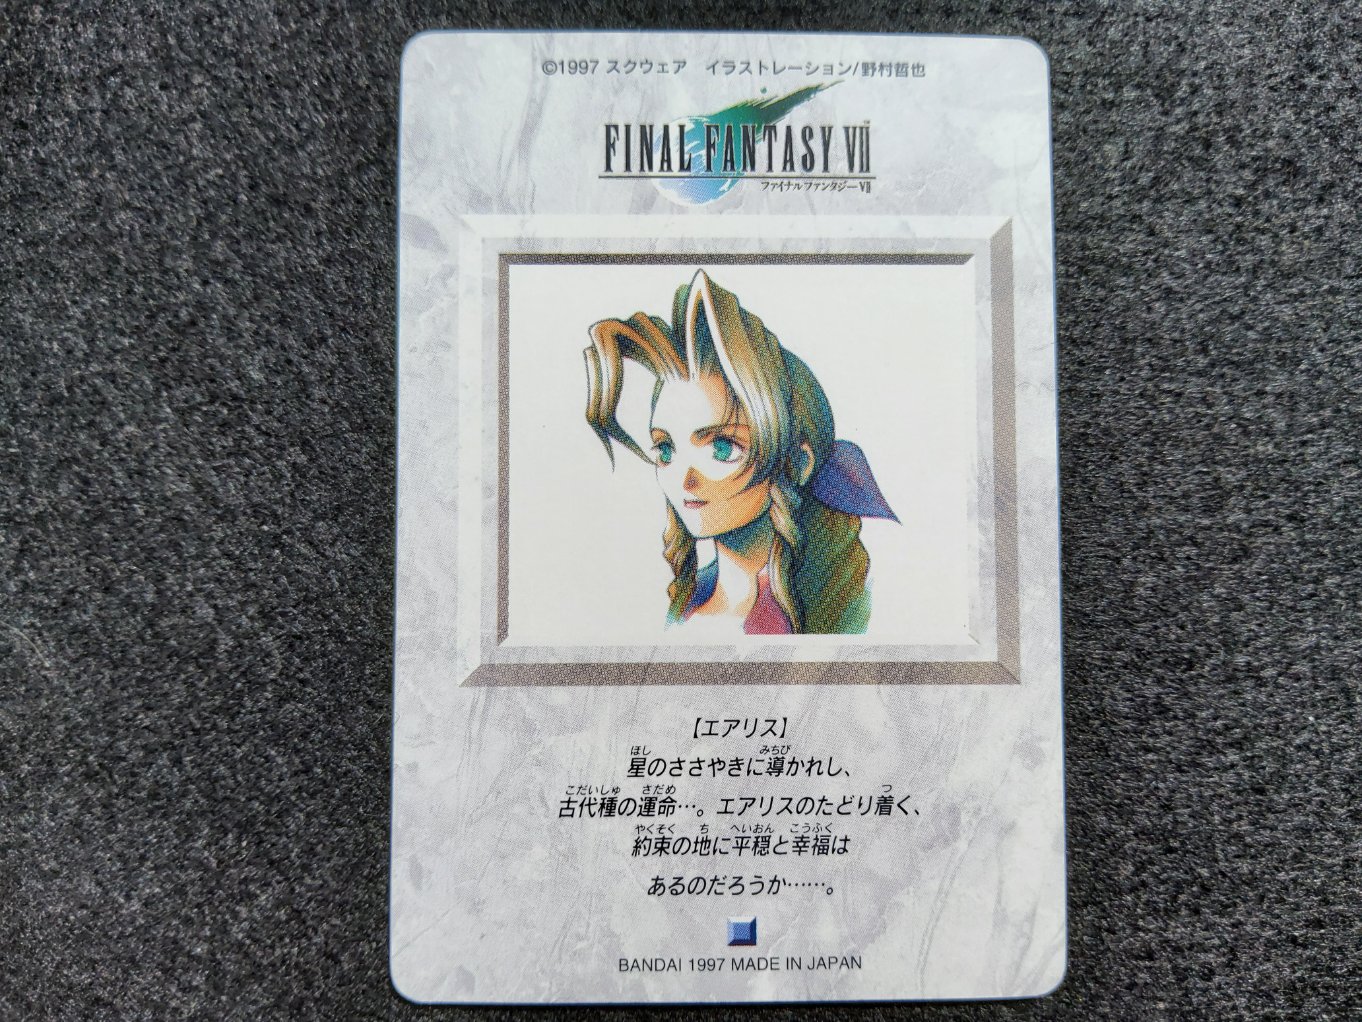 ©1997 スクウェア イラストレーション/野村哲也
FINAL FANTASY VII
ファイナルファンタジーVII
【エアリス】
星のささやきに導かれし、
古代種の運命…。エアリスのたどり着く、
約束の地に平穏と幸福は
あるのだろうか……。
BANDAI 1997 MADE IN JAPAN